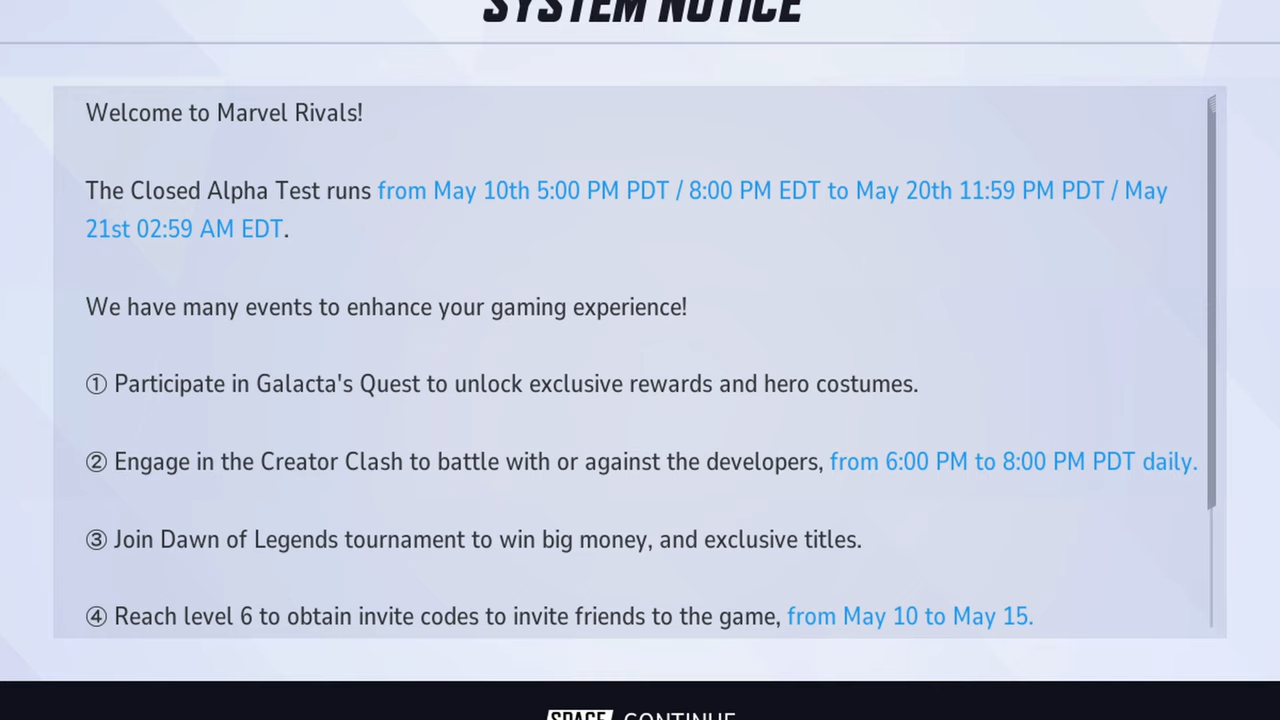 SYSTEM NOTICE
Welcome to Marvel Rivals!
The Closed Alpha Test runs from May 10th 5:00 PM PDT / 8:00 PM EDT to May 20th 11:59 PM PDT / May
21st 02:59 AM EDT.
We have many events to enhance your gaming experience!
① Participate in Galacta's Quest to unlock exclusive rewards and hero costumes.
② Engage in the Creator Clash to battle with or against the developers, from 6:00 PM to 8:00 PM PDT daily.
③ Join Dawn of Legends tournament to win big money, and exclusive titles.
④ Reach level 6 to obtain invite codes to invite friends to the game, from May 10 to May 15.
SPACE CONTINUE